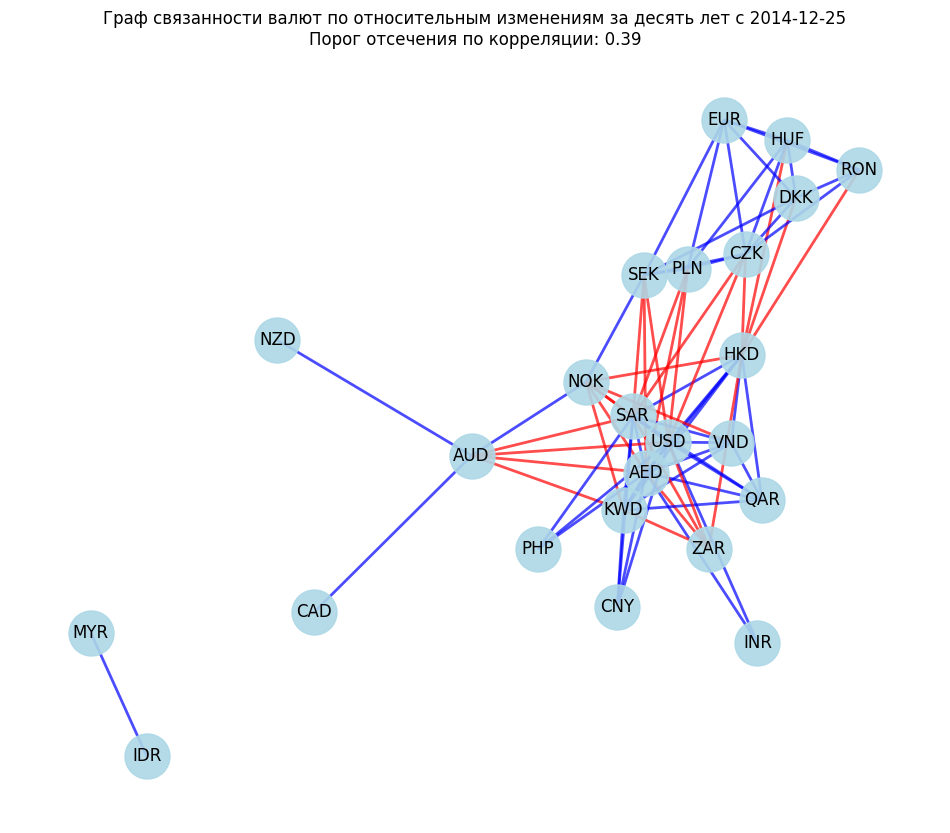 Граф связанности валют по относительным изменениям за десять лет с 2014-12-25
Порог отсечения по корреляции: 0.39
EUR
HUF
RON
DKK
CZK
PLN
SEK
NZD
HKD
NOK
SAR
USD
VND
AUD
AED
QAR
KWD
PHP
ZAR
CNY
CAD
MYR
INR
IDR